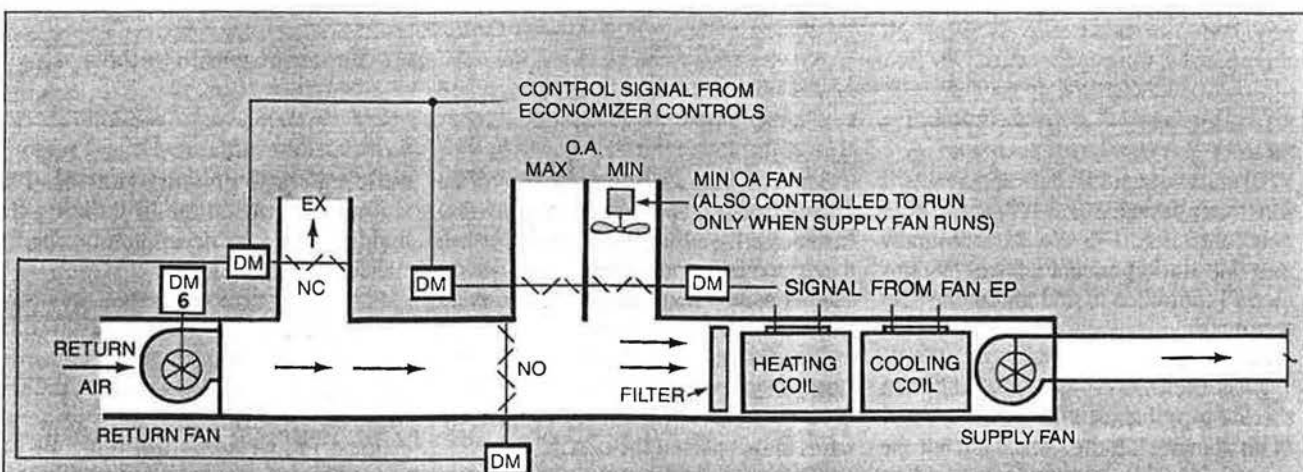 CONTROL SIGNAL FROM
ECONOMIZER CONTROLS
O.A.
MAX
MIN
MIN OA FAN
(ALSO CONTROLLED TO RUN
ONLY WHEN SUPPLY FAN RUNS)
EX
DM
NC
DM
6
DM
DM
SIGNAL FROM FAN EP
RETURN
AIR
NO
FILTER
HEATING
COIL
COOLING
COIL
RETURN FAN
DM
SUPPLY FAN